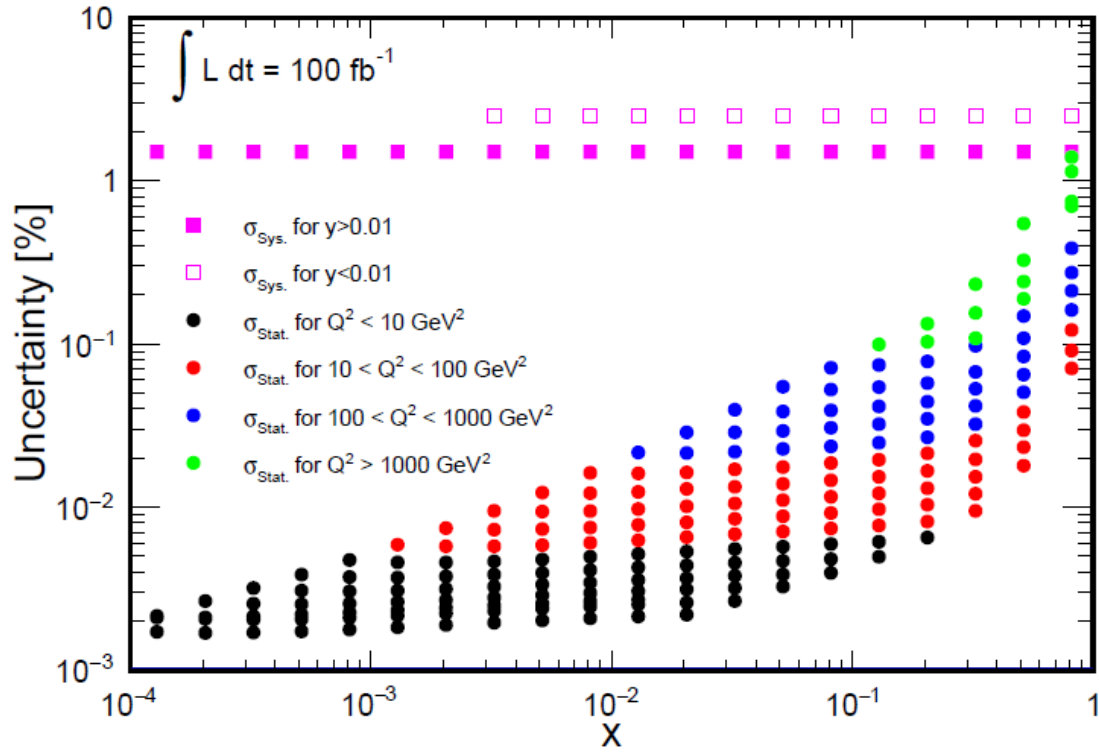 ∫ L dt = 100 fb⁻¹
10
1
10⁻¹
10⁻²
10⁻³
Uncertainty [%]
σSys. for y>0.01
σSys. for y<0.01
σStat. for Q² < 10 GeV²
σStat. for 10 < Q² < 100 GeV²
σStat. for 100 < Q² < 1000 GeV²
σStat. for Q² > 1000 GeV²
10⁻⁴ 10⁻³ 10⁻² 10⁻¹ 1
x